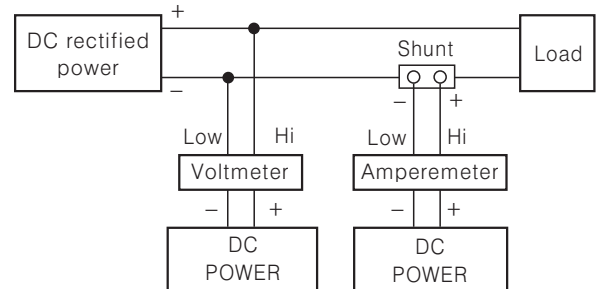 +
DC rectified
power
−
Shunt
Load
− +
Low Hi
Low Hi
Voltmeter
Amperemeter
− +
− +
DC
POWER
DC
POWER